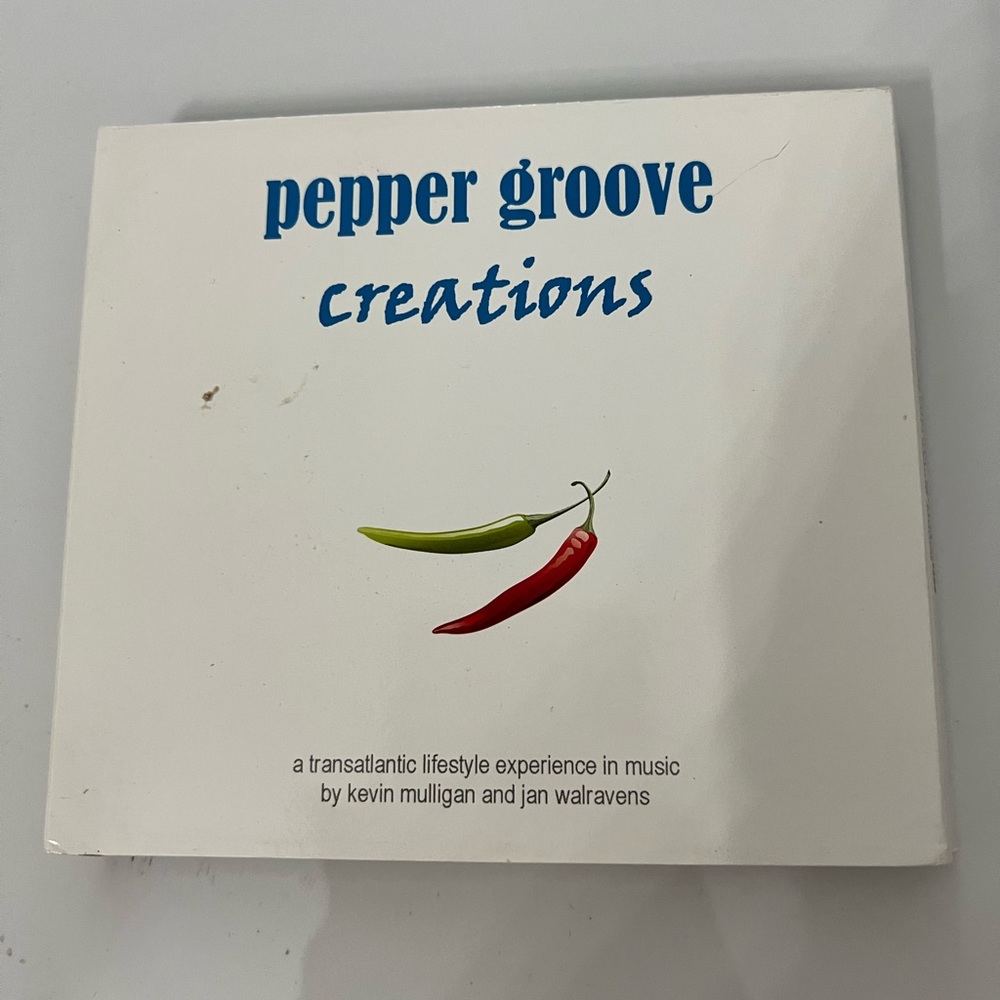 pepper groove
creations
a transatlantic lifestyle experience in music
by kevin mulligan and jan walravens